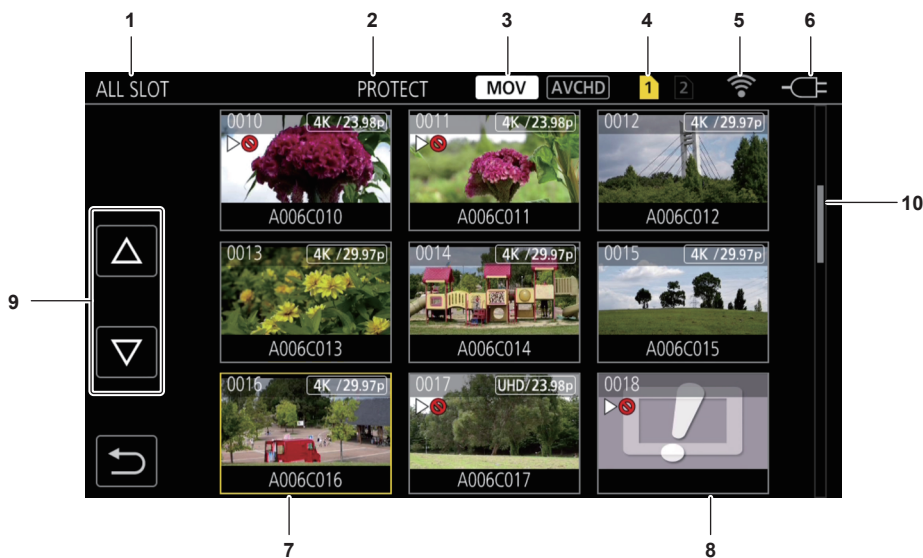 1 2 3 4 5 6
ALL SLOT PROTECT MOV AVCHD 1 2
0010 4K /23.98p 0011 4K /23.98p 0012 4K /29.97p
A006C010 A006C011 A006C012
10
0013 4K /29.97p 0014 4K /29.97p 0015 4K /29.97p
9
A006C013 A006C014 A006C015
0016 4K /29.97p 0017 UHD/23.98p 0018
A006C016 A006C017
7 8